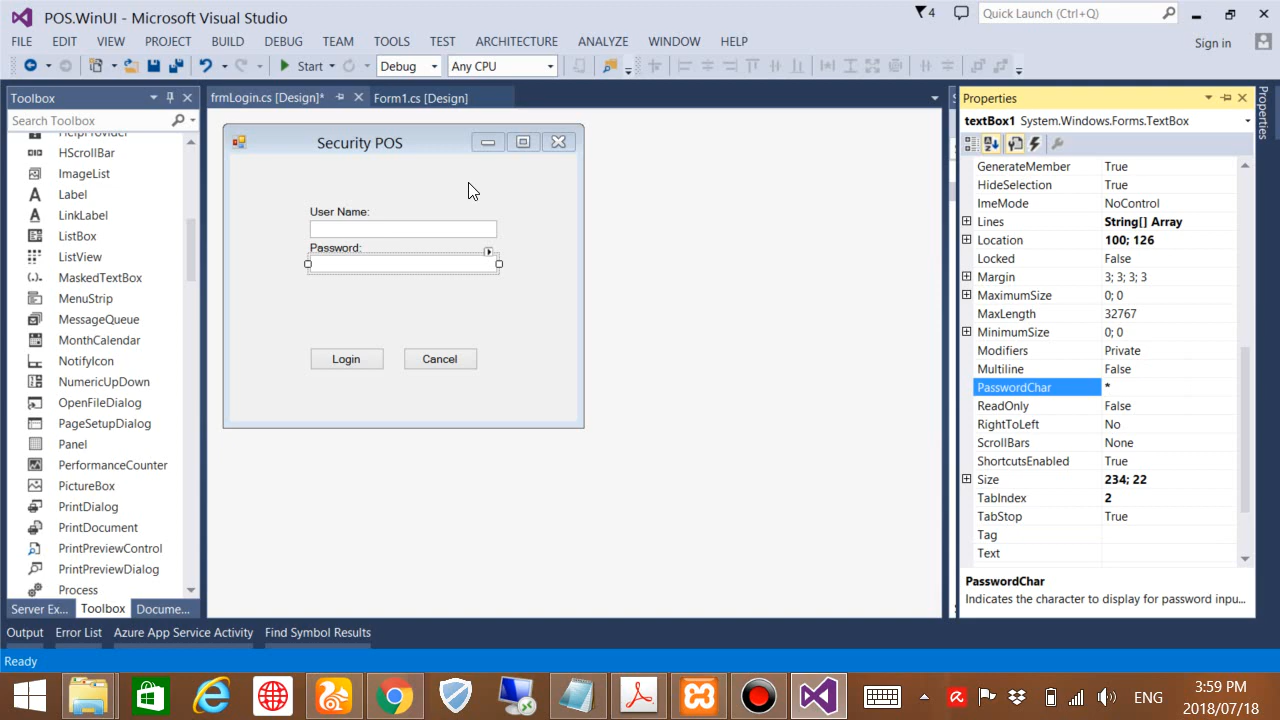 POS.WinUI - Microsoft Visual Studio
4
Quick Launch (Ctrl+Q)
FILE EDIT VIEW PROJECT BUILD DEBUG TEAM TOOLS TEST ARCHITECTURE ANALYZE WINDOW HELP
Sign in
Start
Debug
Any CPU
Toolbox
Search Toolbox
HelpProvider
HScrollBar
ImageList
Label
LinkLabel
ListBox
ListView
MaskedTextBox
MenuStrip
MessageQueue
MonthCalendar
NotifyIcon
NumericUpDown
OpenFileDialog
PageSetupDialog
Panel
PerformanceCounter
PictureBox
PrintDialog
PrintDocument
PrintPreviewControl
PrintPreviewDialog
Process
Server Ex... Toolbox Docume...
frmLogin.cs [Design]* Form1.cs [Design]
Security POS
User Name:
Password:
Login Cancel
Properties
textBox1 System.Windows.Forms.TextBox
GenerateMember True
HideSelection True
ImeMode NoControl
Lines String[] Array
Location 100; 126
Locked False
Margin 3; 3; 3; 3
MaximumSize 0; 0
MaxLength 32767
MinimumSize 0; 0
Modifiers Private
Multiline False
PasswordChar *
ReadOnly False
RightToLeft No
ScrollBars None
ShortcutsEnabled True
Size 234; 22
TabIndex 2
TabStop True
Tag
Text
PasswordChar
Indicates the character to display for password inpu...
Properties
Output Error List Azure App Service Activity Find Symbol Results
Ready
ENG
3:59 PM
2018/07/18